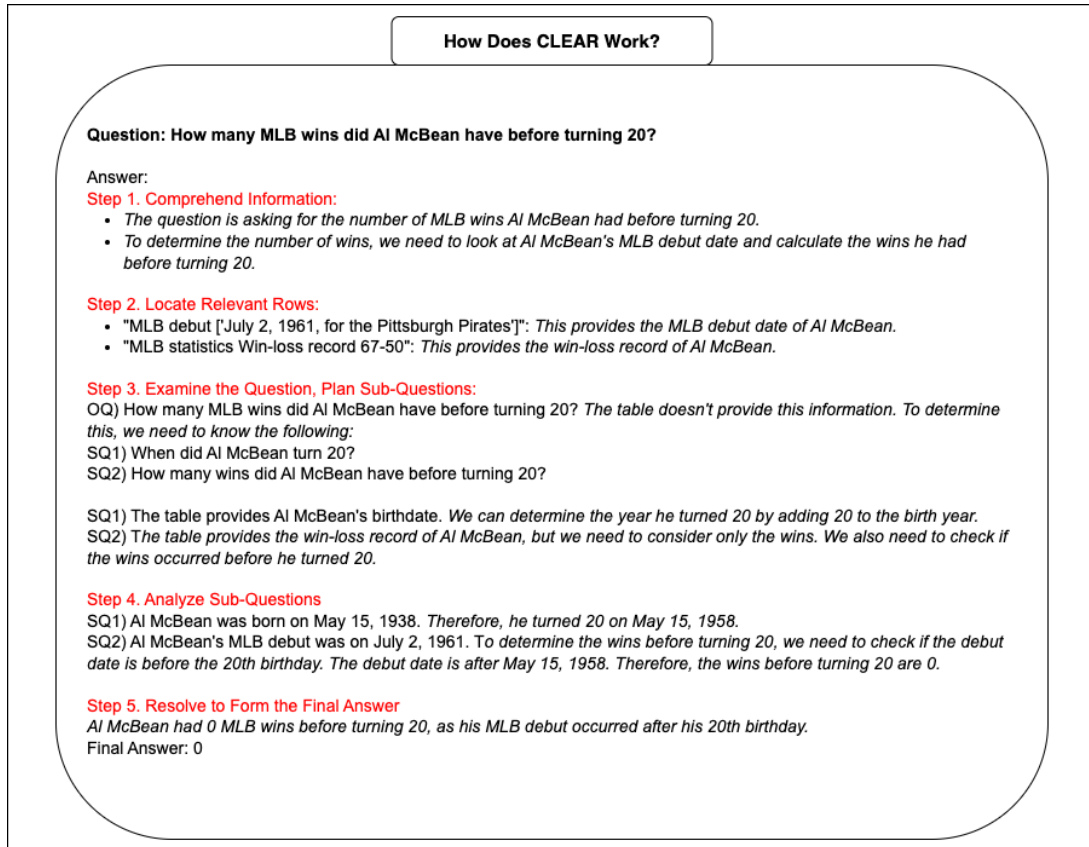 How Does CLEAR Work?
Question: How many MLB wins did Al McBean have before turning 20?
Answer:
Step 1. Comprehend Information:
• The question is asking for the number of MLB wins Al McBean had before turning 20.
• To determine the number of wins, we need to look at Al McBean's MLB debut date and calculate the wins he had
before turning 20.
Step 2. Locate Relevant Rows:
• "MLB debut ['July 2, 1961, for the Pittsburgh Pirates']": This provides the MLB debut date of Al McBean.
• "MLB statistics Win-loss record 67-50": This provides the win-loss record of Al McBean.
Step 3. Examine the Question, Plan Sub-Questions:
OQ) How many MLB wins did Al McBean have before turning 20? The table doesn't provide this information. To determine
this, we need to know the following:
SQ1) When did Al McBean turn 20?
SQ2) How many wins did Al McBean have before turning 20?
SQ1) The table provides Al McBean's birthdate. We can determine the year he turned 20 by adding 20 to the birth year.
SQ2) The table provides the win-loss record of Al McBean, but we need to consider only the wins. We also need to check if
the wins occurred before he turned 20.
Step 4. Analyze Sub-Questions
SQ1) Al McBean was born on May 15, 1938. Therefore, he turned 20 on May 15, 1958.
SQ2) Al McBean's MLB debut was on July 2, 1961. To determine the wins before turning 20, we need to check if the debut
date is before the 20th birthday. The debut date is after May 15, 1958. Therefore, the wins before turning 20 are 0.
Step 5. Resolve to Form the Final Answer
Al McBean had 0 MLB wins before turning 20, as his MLB debut occurred after his 20th birthday.
Final Answer: 0